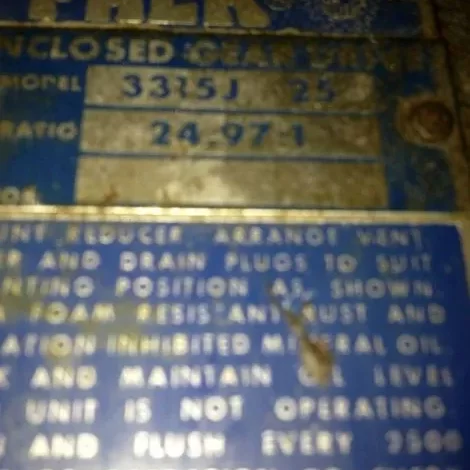 FALK
ENCLOSED GEAR DRIVE
MODEL 3315J 25
RATIO 24.97 1
REDUCER ARRANGE VENT
AND DRAIN PLUGS TO SUIT
POSITION AS SHOWN.
FOAM RESISTANT RUST AND
INHIBITED MINERAL OIL.
AND MAINTAIN OIL LEVEL
UNIT IS NOT OPERATING
AND FLUSH EVERY 2500